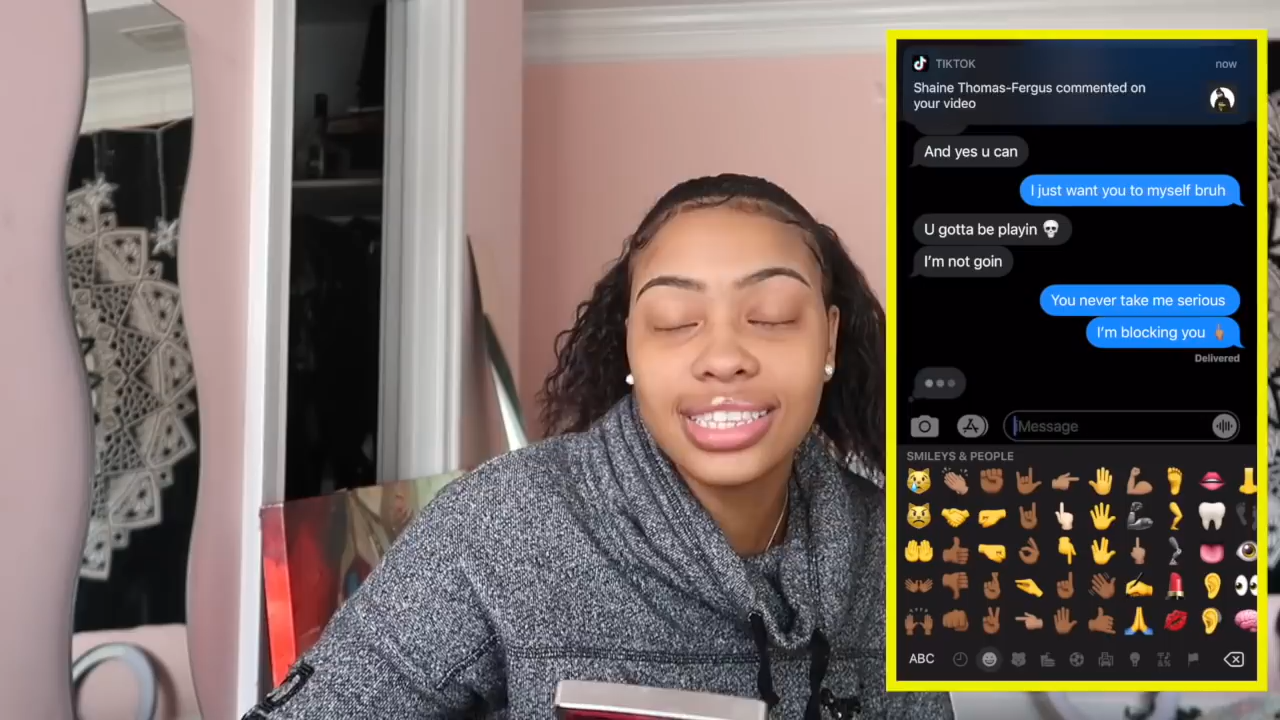 TIKTOK
now
Shaine Thomas-Fergus commented on
your video
And yes u can
I just want you to myself bruh
U gotta be playin 💀
I'm not goin
You never take me serious
I'm blocking you 🖕🏾
Delivered
iMessage
SMILEYS & PEOPLE
ABC